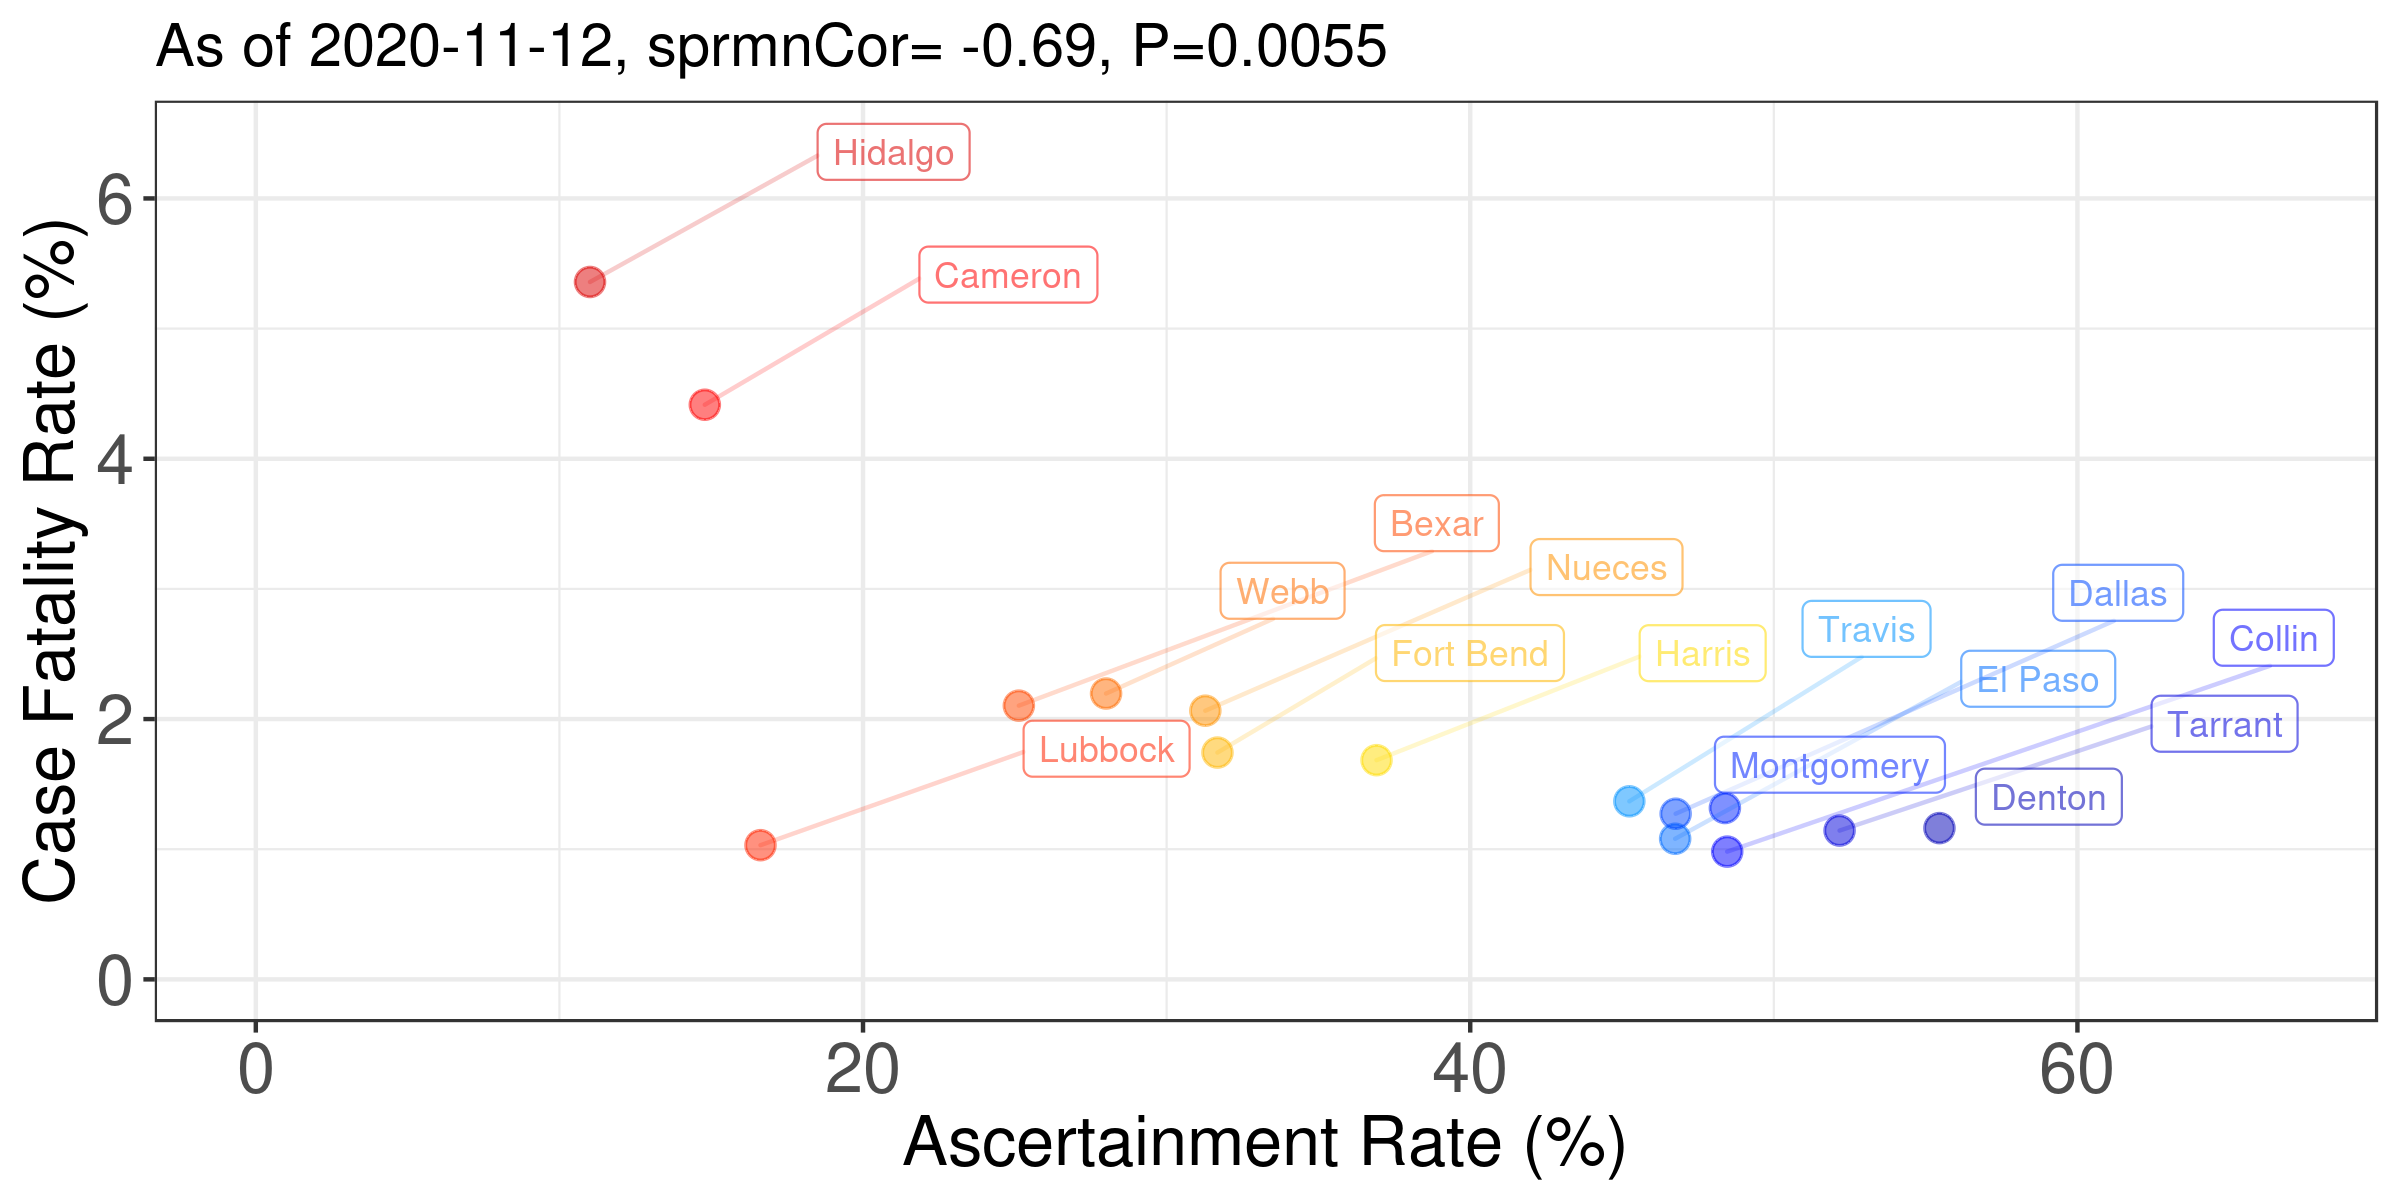 As of 2020-11-12, sprmnCor= -0.69, P=0.0055
Case Fatality Rate (%)
6
4
2
0
Hidalgo
Cameron
Bexar
Nueces
Webb
Dallas
Travis
Collin
Fort Bend
Harris
El Paso
Tarrant
Lubbock
Montgomery
Denton
0
20
40
60
Ascertainment Rate (%)